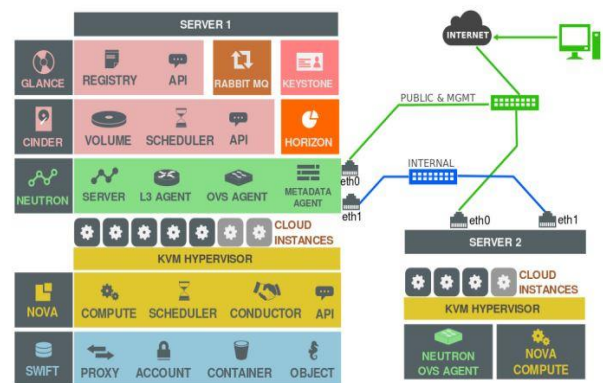 SERVER 1
GLANCE
REGISTRY API
RABBIT MQ
KEYSTONE
CINDER
VOLUME SCHEDULER API
HORIZON
NEUTRON
SERVER L3 AGENT OVS AGENT METADATA
AGENT
eth0
eth1
CLOUD
INSTANCES
KVM HYPERVISOR
NOVA
COMPUTE SCHEDULER CONDUCTOR API
SWIFT
PROXY ACCOUNT CONTAINER OBJECT
INTERNET
PUBLIC & MGMT
INTERNAL
eth0
eth1
SERVER 2
CLOUD
INSTANCES
KVM HYPERVISOR
NEUTRON
OVS AGENT
NOVA
COMPUTE